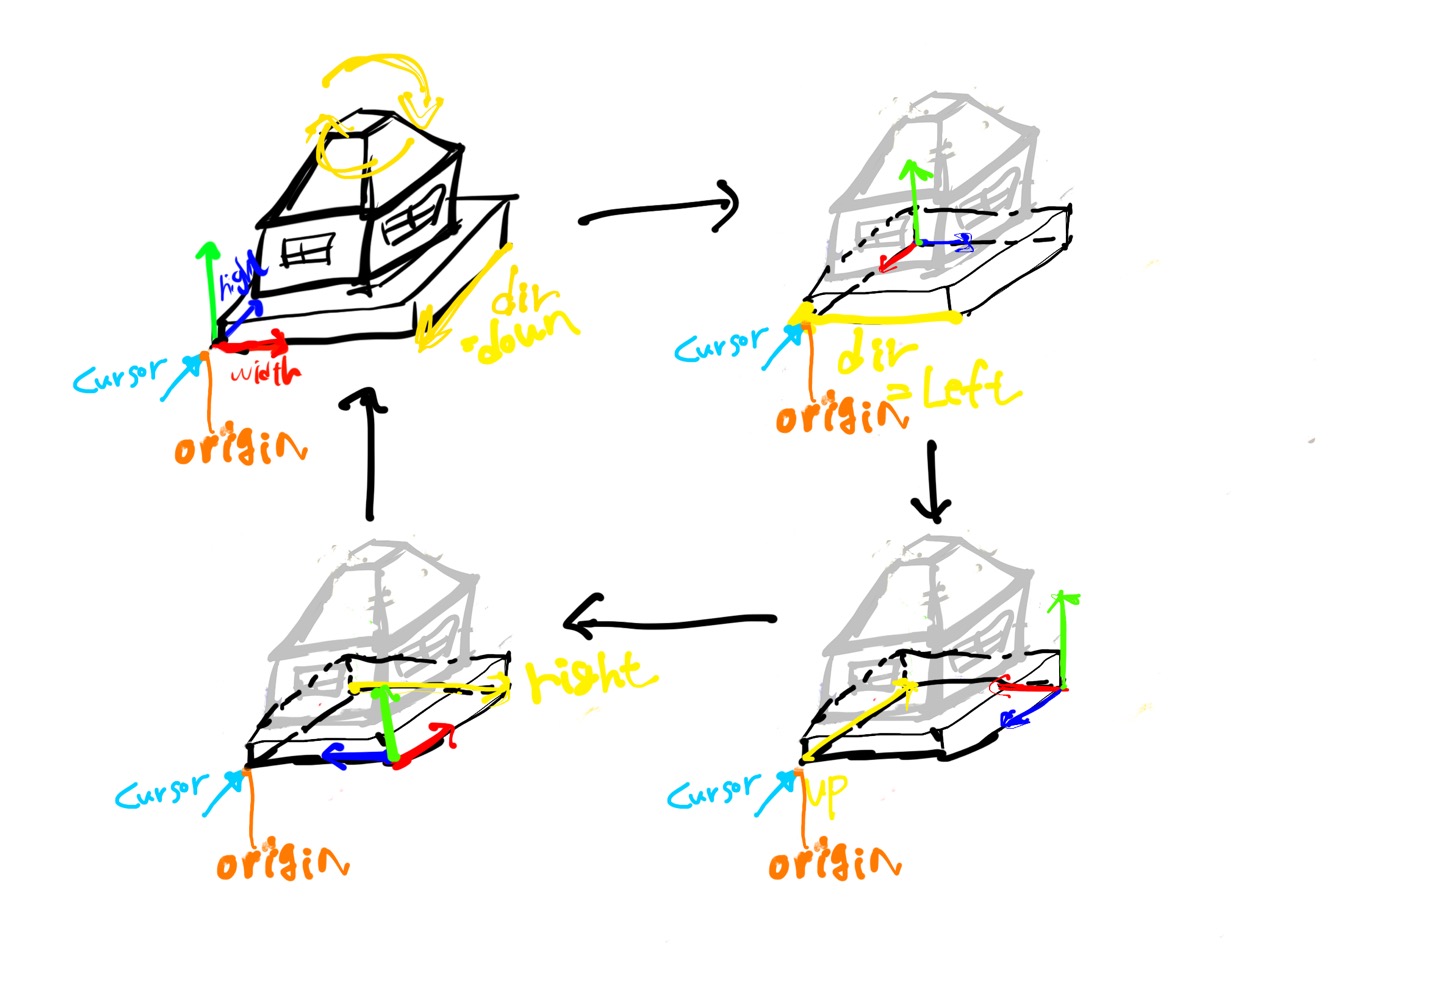 hight
width
cursor
origin
dir
=down
cursor
dir
=Left
origin
right
cursor
origin
cursor
up
origin